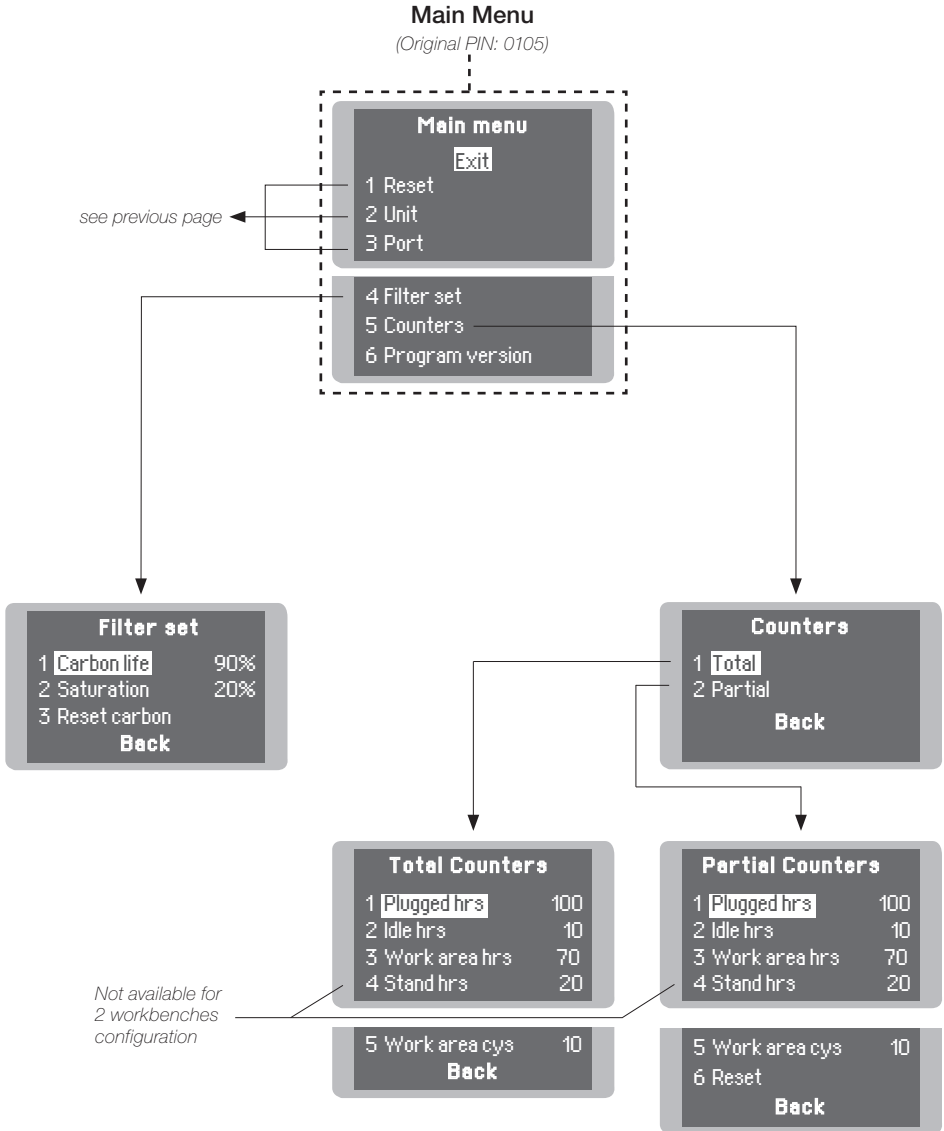 Main Menu
(Original PIN: 0105)
Main menu
Exit
1 Reset
2 Unit
3 Port
see previous page
4 Filter set
5 Counters
6 Program version
Filter set
1 Carbon life 90%
2 Saturation 20%
3 Reset carbon
Back
Counters
1 Total
2 Partial
Back
Total Counters
1 Plugged hrs 100
2 Idle hrs 10
3 Work area hrs 70
4 Stand hrs 20
5 Work area cys 10
Back
Partial Counters
1 Plugged hrs 100
2 Idle hrs 10
3 Work area hrs 70
4 Stand hrs 20
5 Work area cys 10
6 Reset
Back
Not available for
2 workbenches
configuration